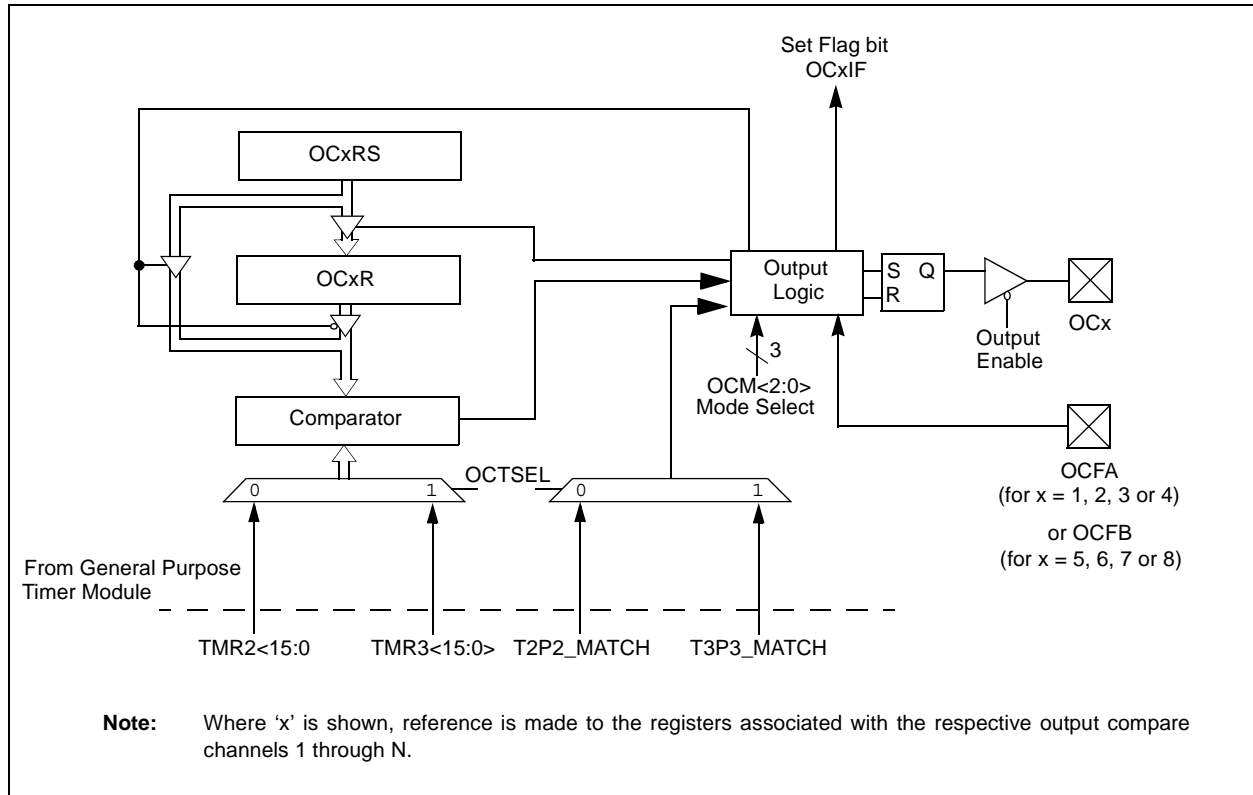 Set Flag bit
OCxIF
OCxRS
OCxR
Output
Logic
S Q
R
OCx
Output
Enable
3
OCM<2:0>
Mode Select
Comparator
OCTSEL
0 1
0 1
OCFA
(for x = 1, 2, 3 or 4)
or OCFB
(for x = 5, 6, 7 or 8)
From General Purpose
Timer Module
TMR2<15:0 TMR3<15:0> T2P2_MATCH T3P3_MATCH
Note: Where ‘x’ is shown, reference is made to the registers associated with the respective output compare
channels 1 through N.